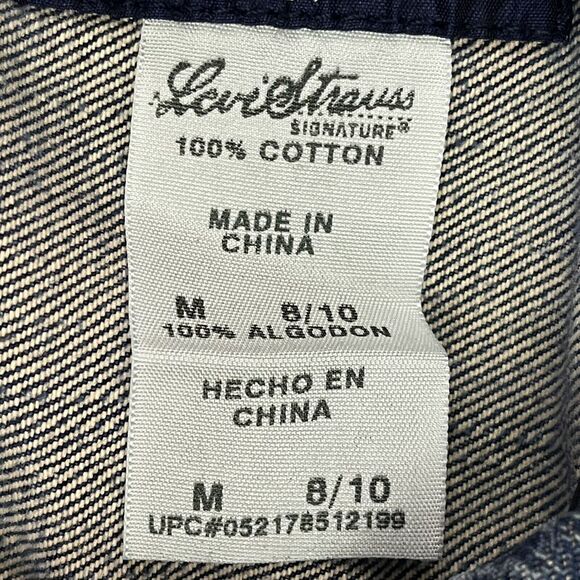 Levi Strauss
SIGNATURE®
100% COTTON
MADE IN
CHINA
M 8/10
100% ALGODON
HECHO EN
CHINA
M 8/10
UPC#052178512199